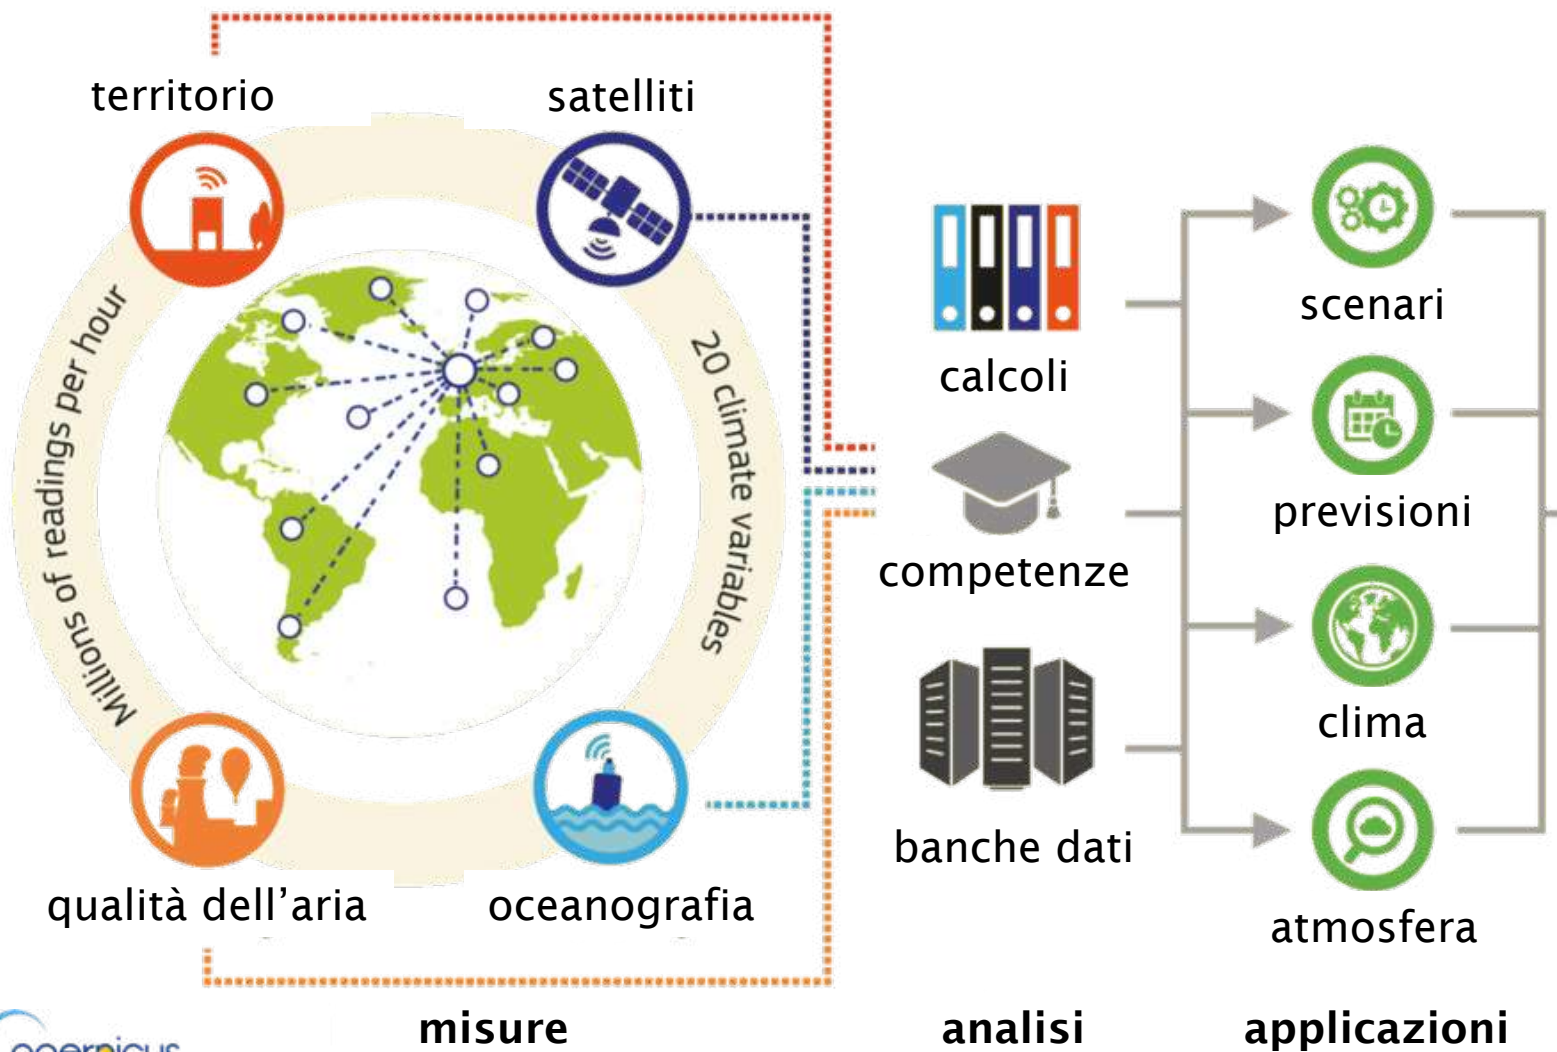 territorio
satelliti
Millions of readings per hour
20 climate variables
qualità dell'aria
oceanografia
calcoli
competenze
banche dati
scenari
previsioni
clima
atmosfera
misure
analisi
applicazioni